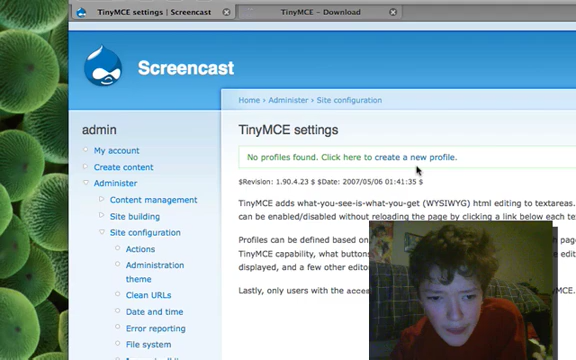 TinyMCE settings | Screencast
TinyMCE – Download
Screencast
Home › Administer › Site configuration
admin
My account
Create content
Administer
Content management
Site building
Site configuration
Actions
Administration
theme
Clean URLs
Date and time
Error reporting
File system
TinyMCE settings
No profiles found. Click here to create a new profile.
$Revision: 1.90.4.23 $ $Date: 2007/05/06 01:41:35 $
TinyMCE adds what-you-see-is-what-you-get (WYSIWYG) html editing to textareas.
can be enabled/disabled without reloading the page by clicking a link below each
Profiles can be defined based on
TinyMCE capability, what
displayed, and a few other
Lastly, only users with the